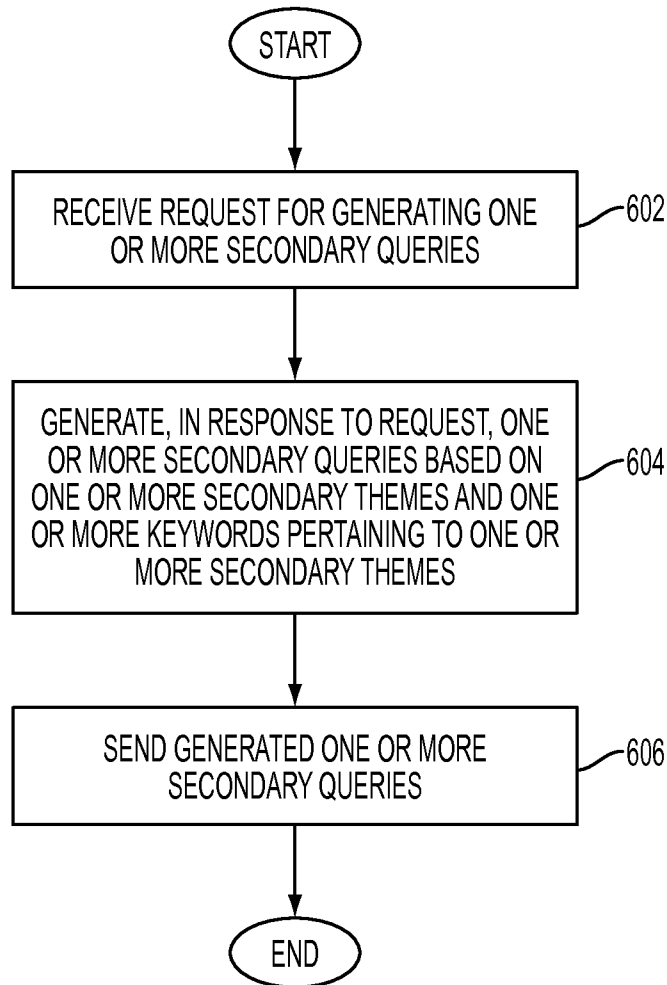 START
RECEIVE REQUEST FOR GENERATING ONE
OR MORE SECONDARY QUERIES
602
GENERATE, IN RESPONSE TO REQUEST, ONE
OR MORE SECONDARY QUERIES BASED ON
ONE OR MORE SECONDARY THEMES AND ONE
OR MORE KEYWORDS PERTAINING TO ONE OR
MORE SECONDARY THEMES
604
SEND GENERATED ONE OR MORE
SECONDARY QUERIES
606
END